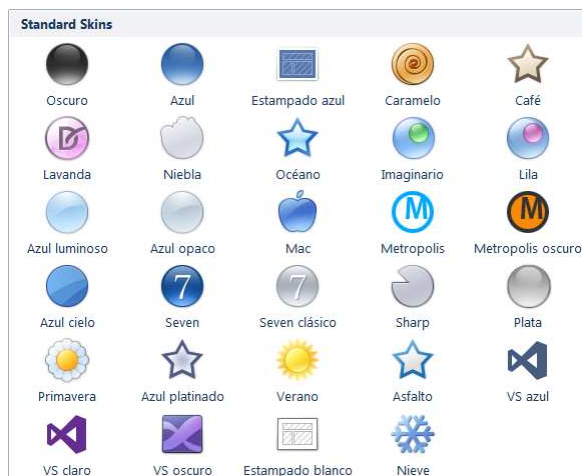 Standard Skins
Oscuro Azul Estampado azul Caramelo Café
Lavanda Niebla Océano Imaginario Lila
M M
Azul luminoso Azul opaco Mac Metropolis Metropolis oscuro
7 7
Azul cielo Seven Seven clásico Sharp Plata
Primavera Azul platinado Verano Asfalto VS azul
VS claro VS oscuro Estampado blanco Nieve